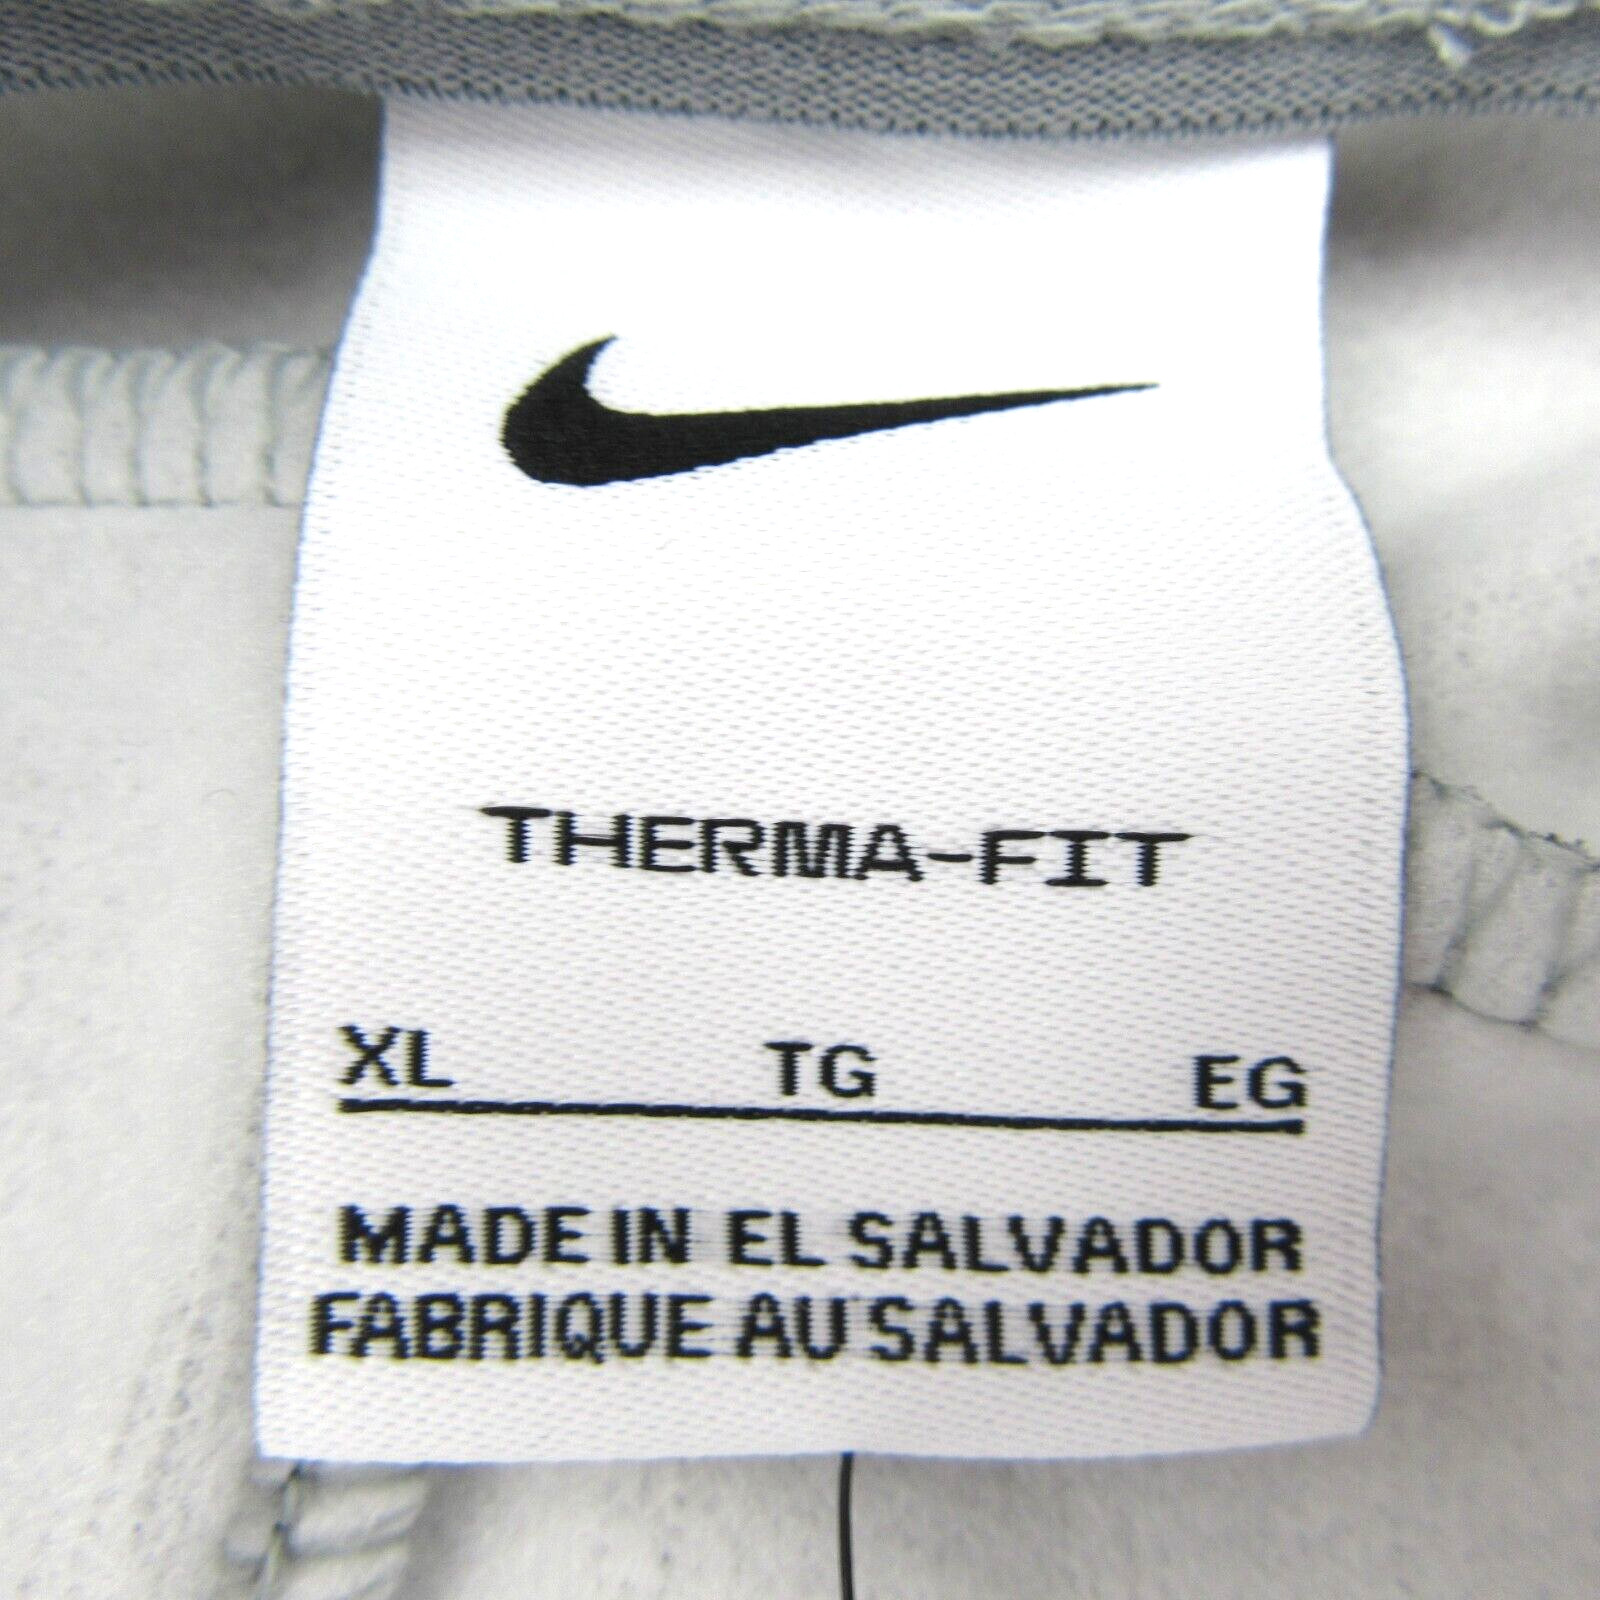 THERMA-FIT
XL TG EG
MADE IN EL SALVADOR
FABRIQUE AU SALVADOR